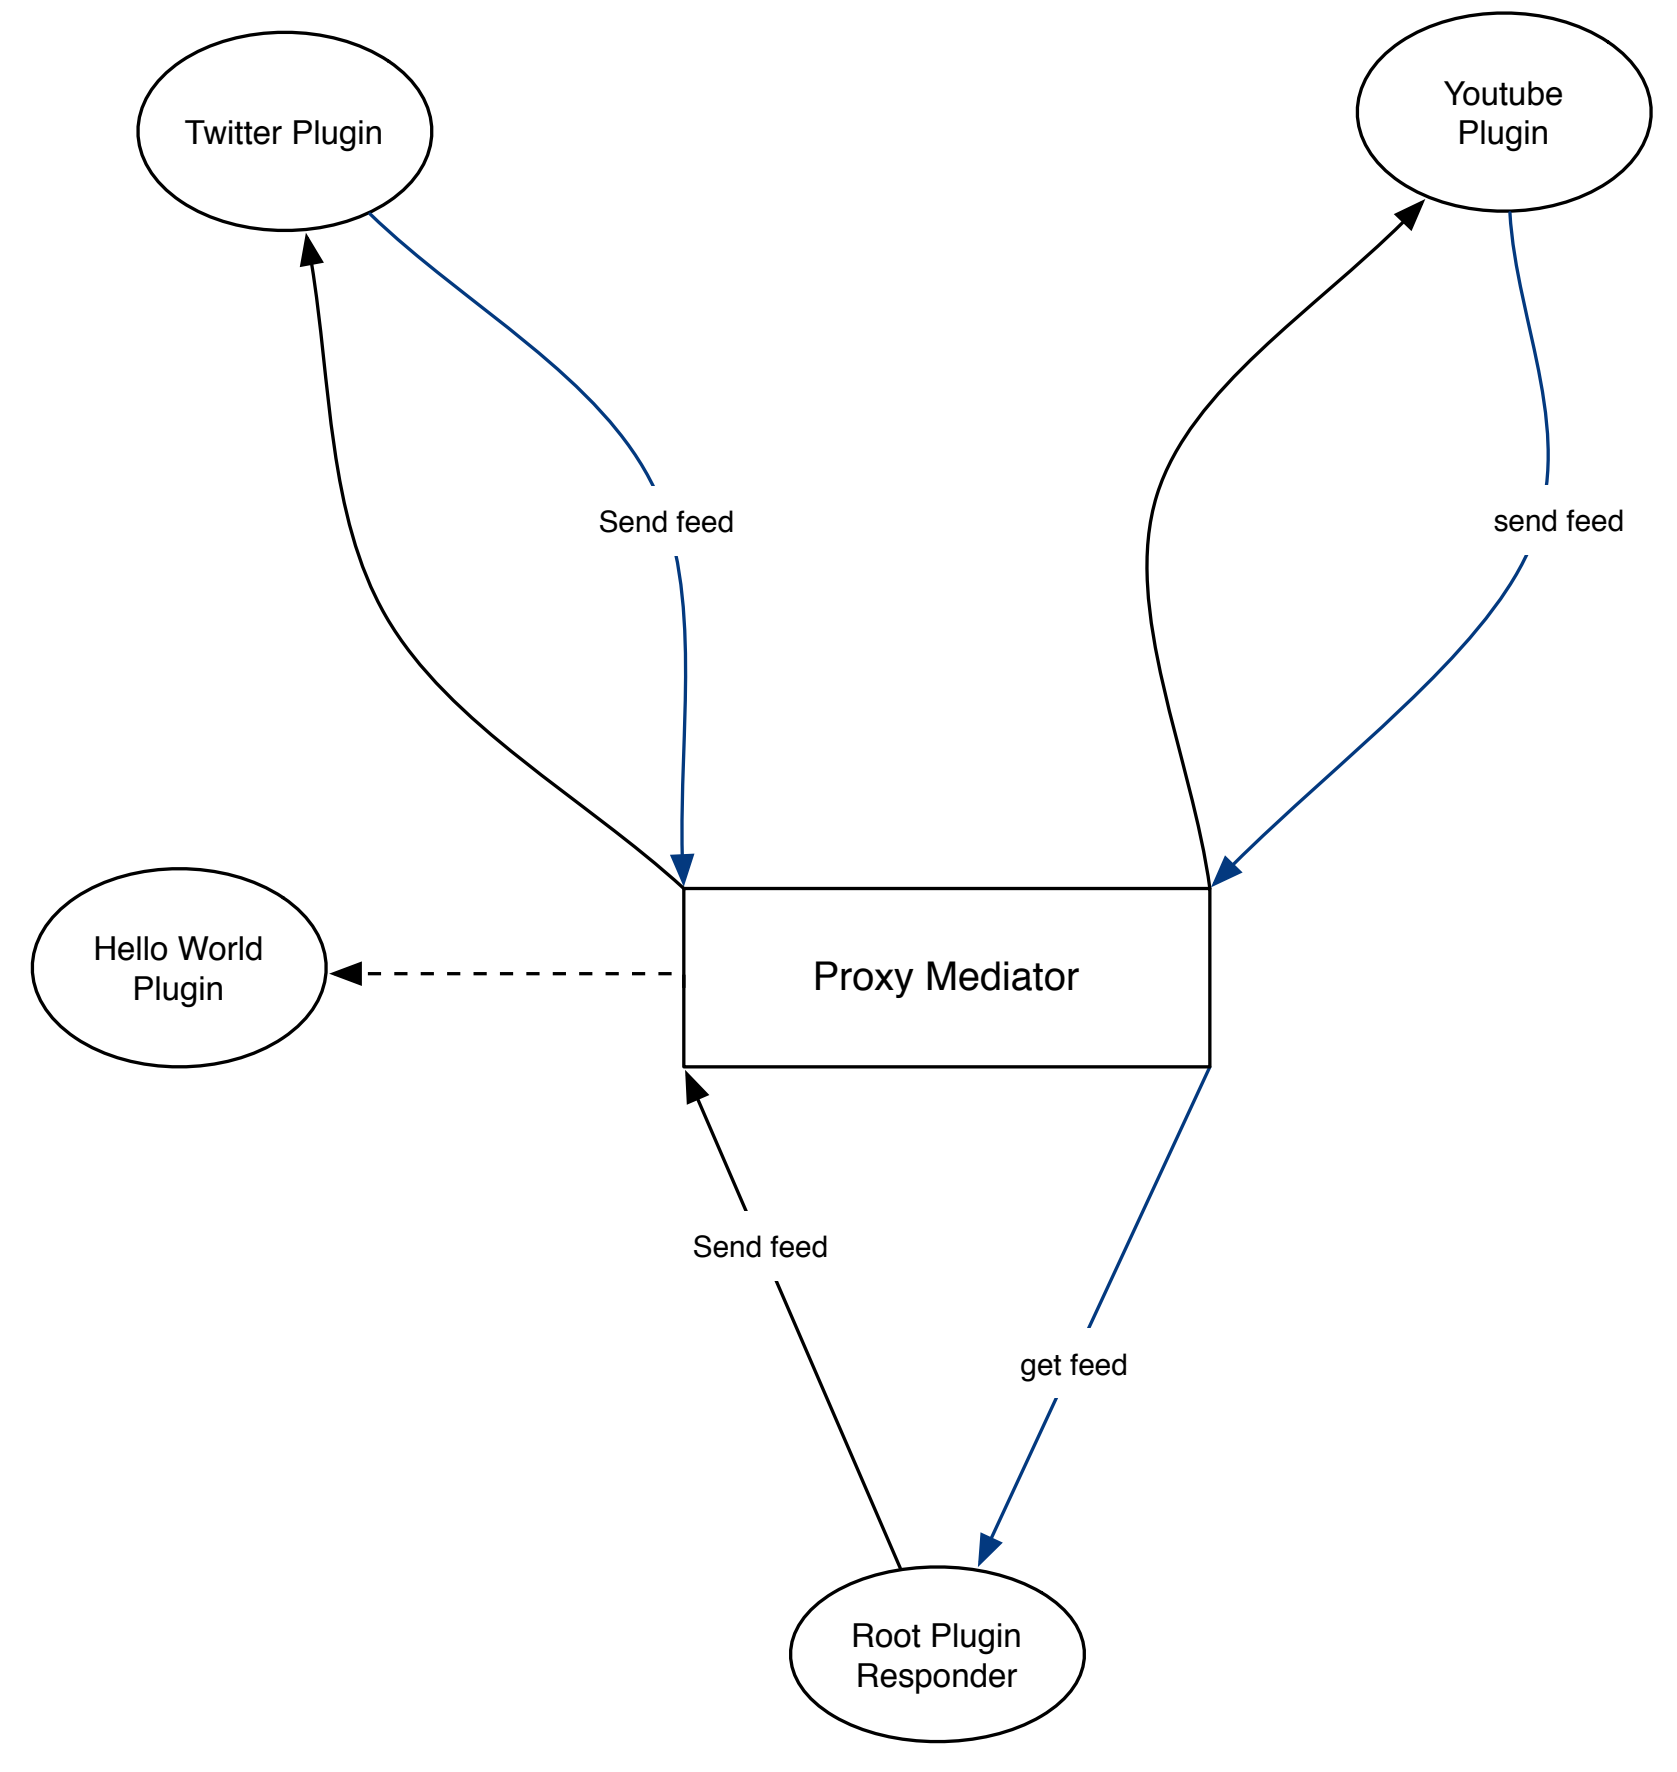 Twitter Plugin
Youtube
Plugin
Send feed
send feed
Hello World
Plugin
Proxy Mediator
Send feed
get feed
Root Plugin
Responder